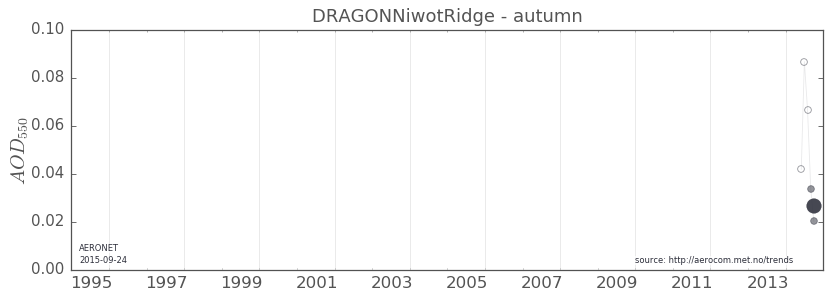 DRAGONNiwotRidge - autumn
0.10
0.08
0.06
0.04
0.02
0.00
AOD550
AERONET
2015-09-24
source: http://aerocom.met.no/trends
1995 1997 1999 2001 2003 2005 2007 2009 2011 2013